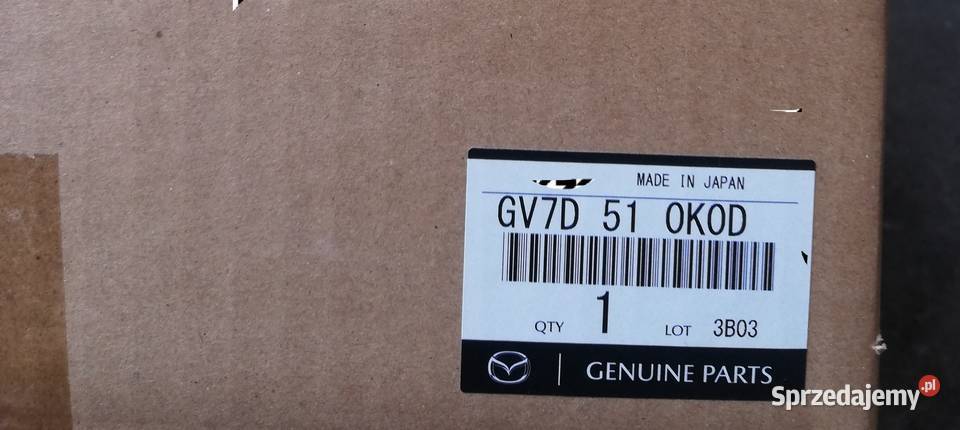 MADE IN JAPAN
GV7D 51 0K0D
QTY 1 LOT 3B03
GENUINE PARTS
Sprzedajemy.pl